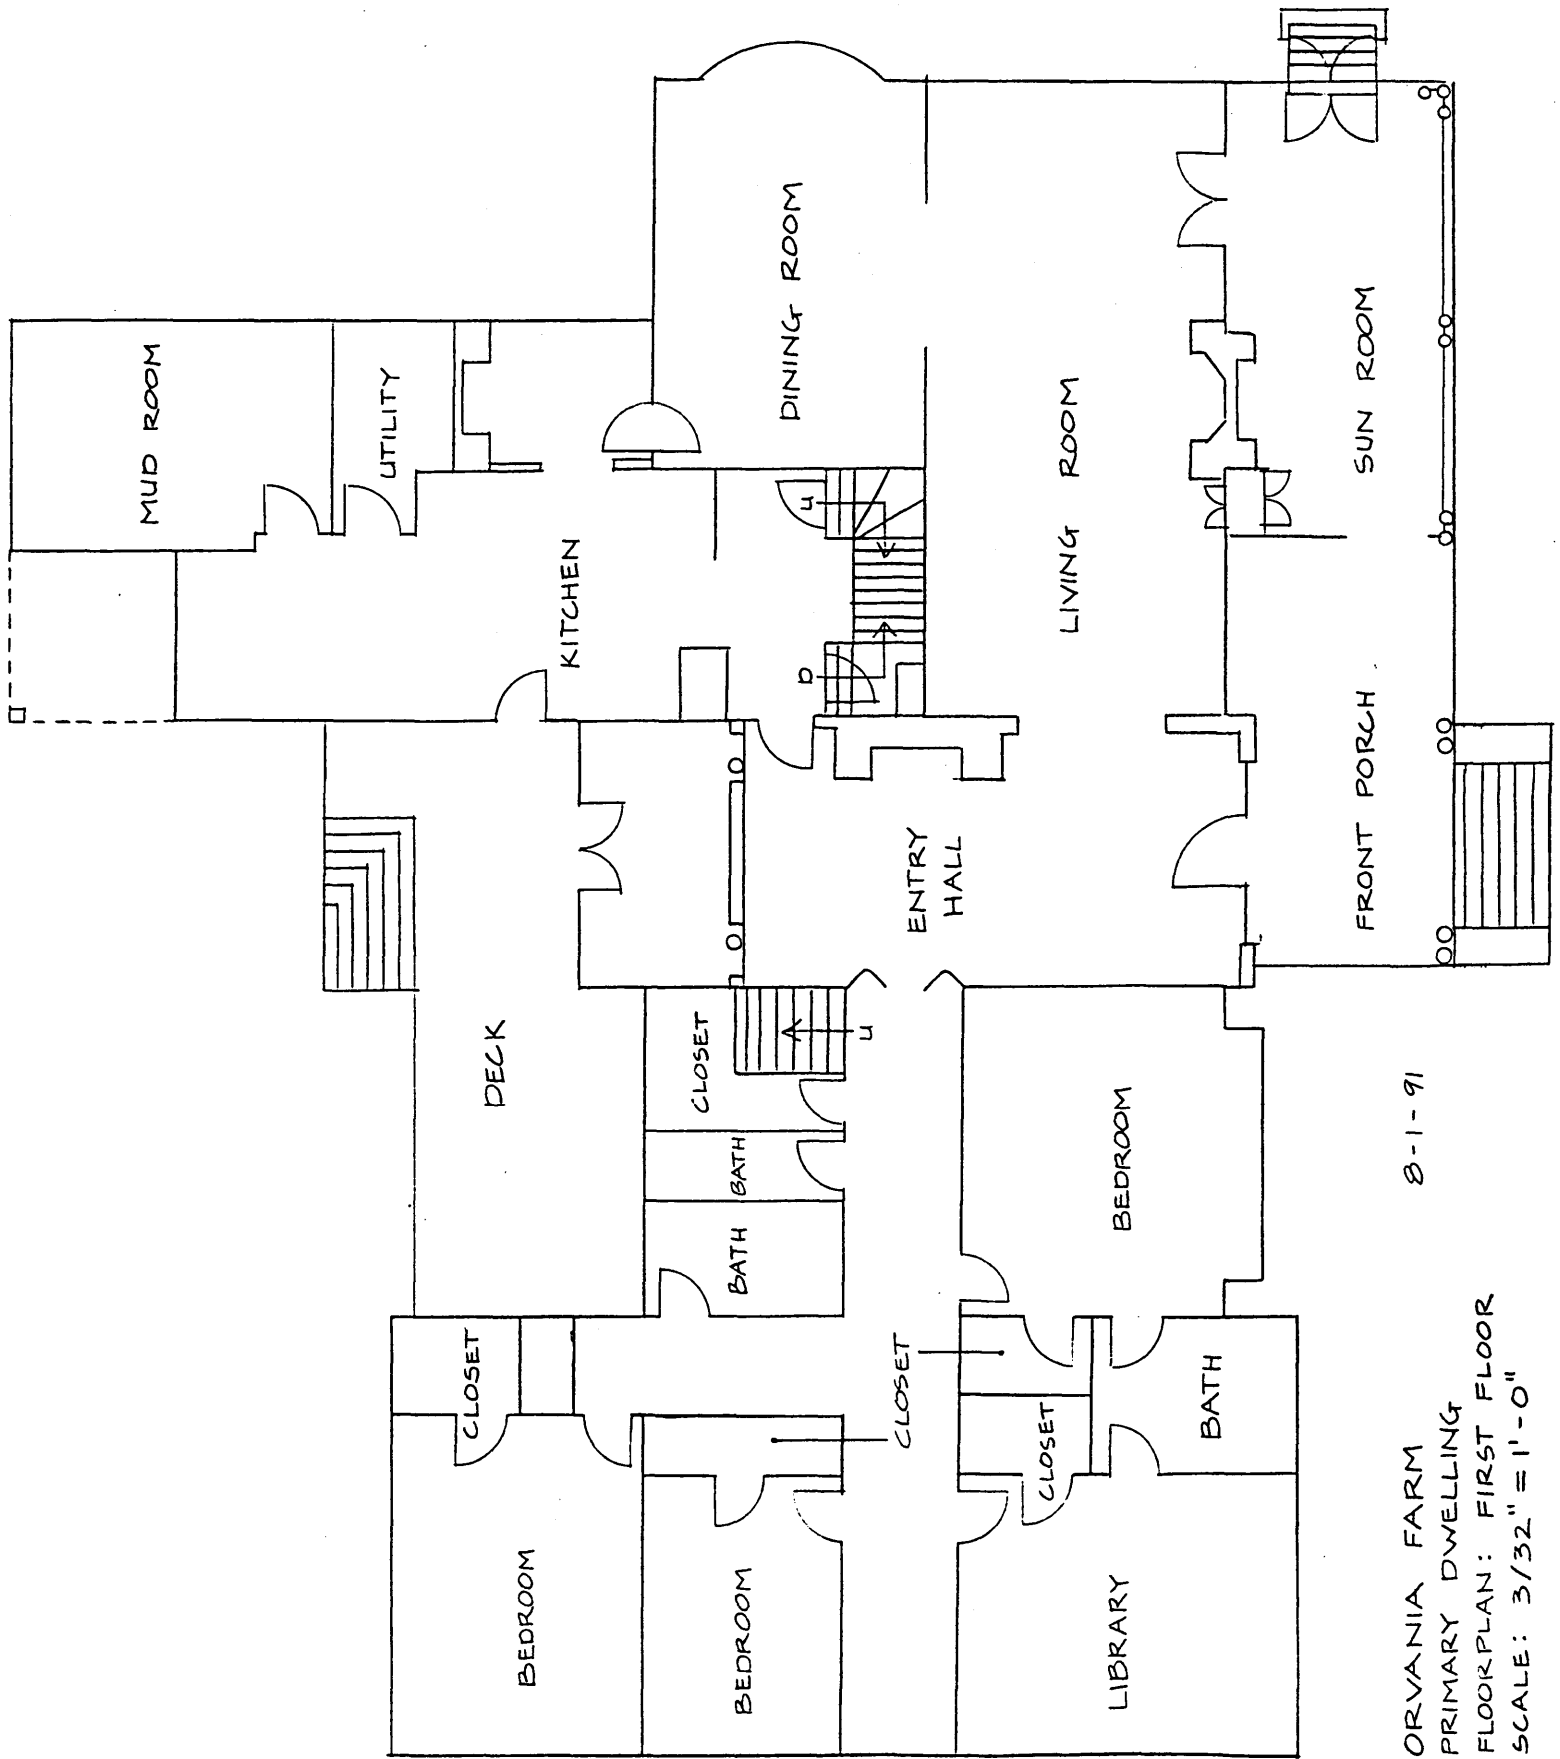 MUD ROOM
UTILITY
KITCHEN
DINING ROOM
u
D
LIVING ROOM
SUN ROOM
FRONT PORCH
ENTRY
HALL
DECK
CLOSET
u
BATH
BATH
BEDROOM
CLOSET
CLOSET
CLOSET
BATH
BEDROOM
BEDROOM
LIBRARY
8-1-91
ORVANIA FARM
PRIMARY DWELLING
FLOORPLAN: FIRST FLOOR
SCALE: 3/32" = 1'-0"